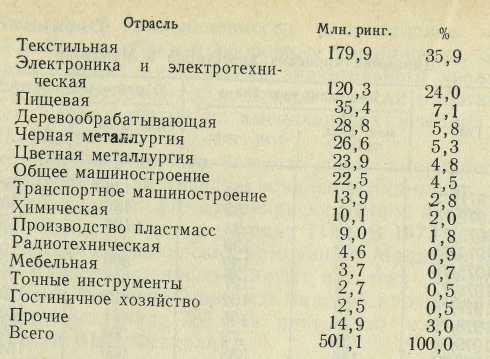 Отрасль Млн. ринг. %
Текстильная 179,9 35,9
Электроника и электротехни-
ческая 120,3 24,0
Пищевая 35,4 7,1
Деревообрабатывающая 28,8 5,8
Черная металлургия 26,6 5,3
Цветная металлургия 23,9 4,8
Общее машиностроение 22,5 4,5
Транспортное машиностроение 13,9 2,8
Химическая 10,1 2,0
Производство пластмасс 9,0 1,8
Радиотехническая 4,6 0,9
Мебельная 3,7 0,7
Точные инструменты 2,7 0,5
Гостиничное хозяйство 2,5 0,5
Прочие 14,9 3,0
Всего 501,1 100,0